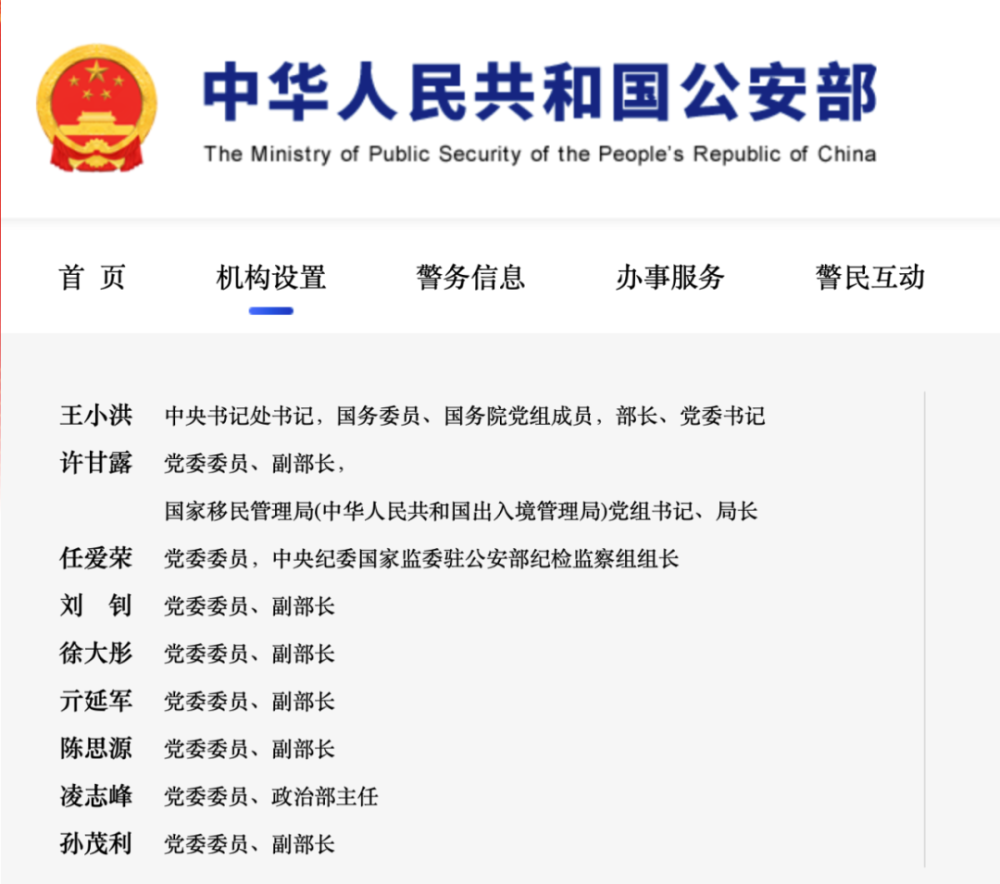 中华人民共和国公安部
The Ministry of Public Security of the People's Republic of China
首 页 机构设置 警务信息 办事服务 警民互动
王小洪 中央书记处书记，国务委员、国务院党组成员，部长、党委书记
许甘露 党委委员、副部长，
国家移民管理局(中华人民共和国出入境管理局)党组书记、局长
任爱荣 党委委员，中央纪委国家监委驻公安部纪检监察组组长
刘 钊 党委委员、副部长
徐大彤 党委委员、副部长
亓延军 党委委员、副部长
陈思源 党委委员、副部长
凌志峰 党委委员、政治部主任
孙茂利 党委委员、副部长